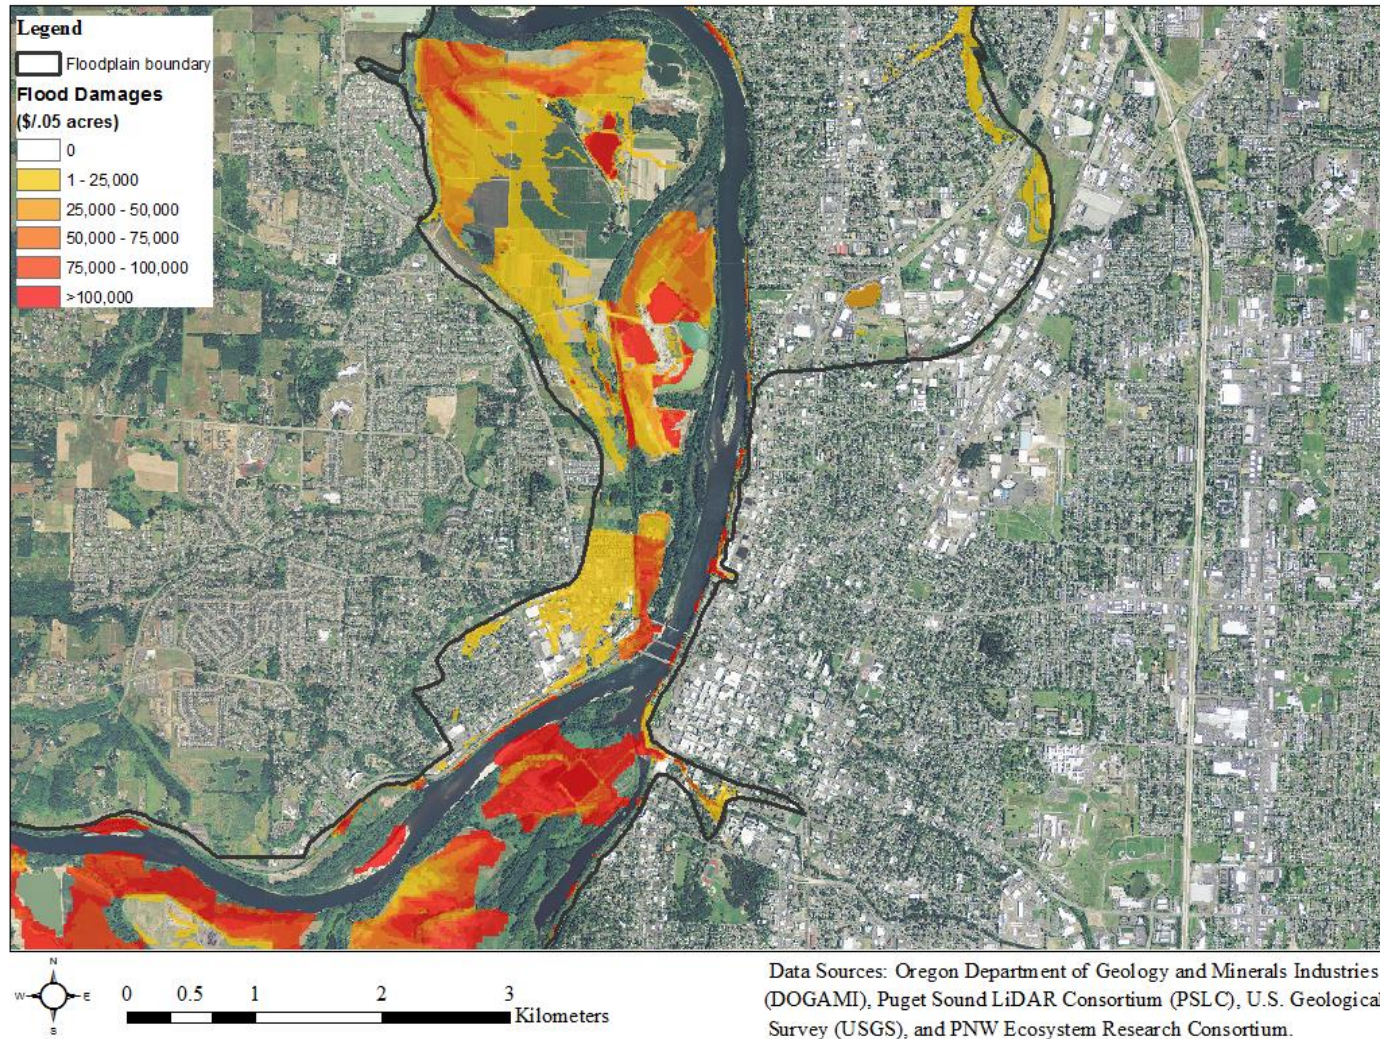 Legend
Floodplain boundary
Flood Damages
($/.05 acres)
0
1 - 25,000
25,000 - 50,000
50,000 - 75,000
75,000 - 100,000
>100,000
N
W
E
S
0 0.5 1 2 3
Kilometers
Data Sources: Oregon Department of Geology and Minerals Industries
(DOGAMI), Puget Sound LiDAR Consortium (PSLC), U.S. Geological
Survey (USGS), and PNW Ecosystem Research Consortium.